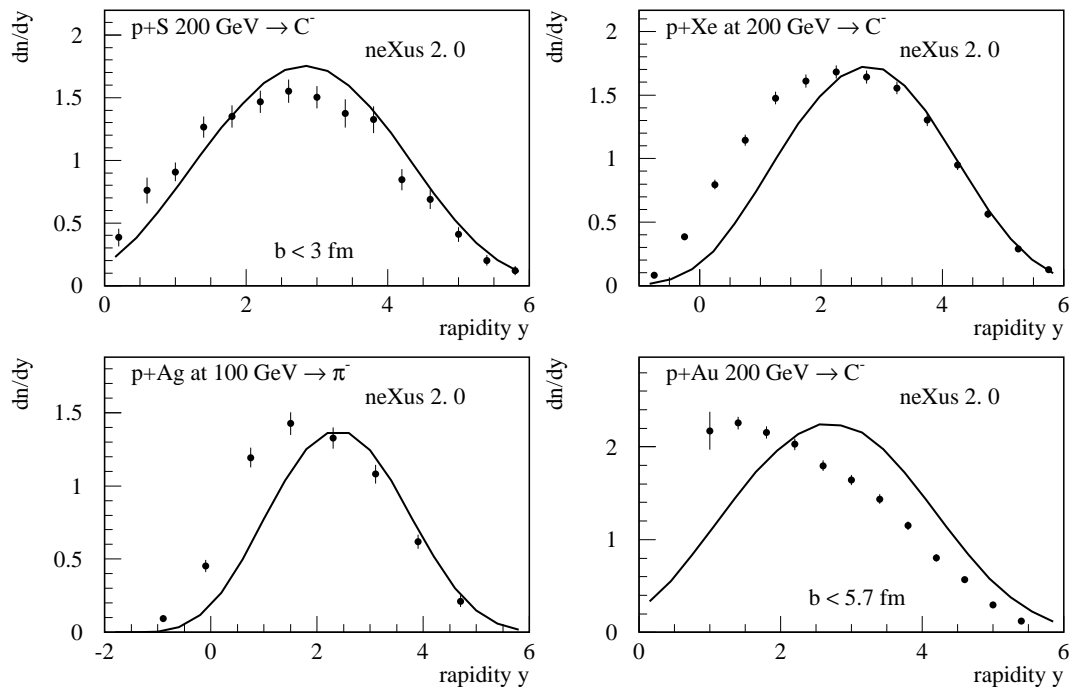 p+S 200 GeV → C⁻
neXus 2. 0
b < 3 fm
dn/dy
0
0.5
1
1.5
2
0 2 4 6
rapidity y
p+Xe at 200 GeV → C⁻
neXus 2. 0
dn/dy
0
0.5
1
1.5
2
0 2 4 6
rapidity y
p+Ag at 100 GeV → π⁻
neXus 2. 0
dn/dy
0
0.5
1
1.5
-2 0 2 4 6
rapidity y
p+Au 200 GeV → C⁻
neXus 2. 0
b < 5.7 fm
dn/dy
0
1
2
0 2 4 6
rapidity y